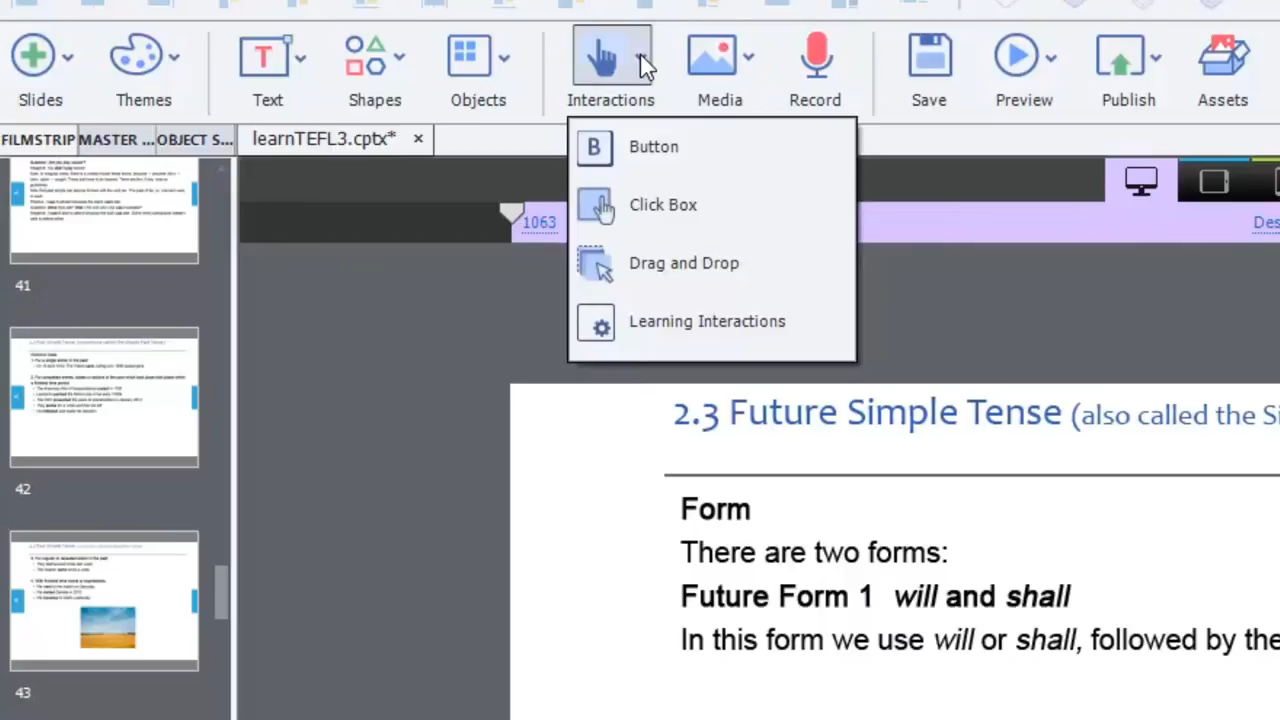 Slides
Themes
Text
Shapes
Objects
Interactions
Media
Record
Save
Preview
Publish
Assets
FILMSTRIP
MASTER ...
OBJECT S...
learnTEFL3.cptx*
B
Button
Click Box
Drag and Drop
Learning Interactions
1063
Des
41
42
43
2.3 Future Simple Tense (also called the Si
Form
There are two forms:
Future Form 1 will and shall
In this form we use will or shall, followed by the